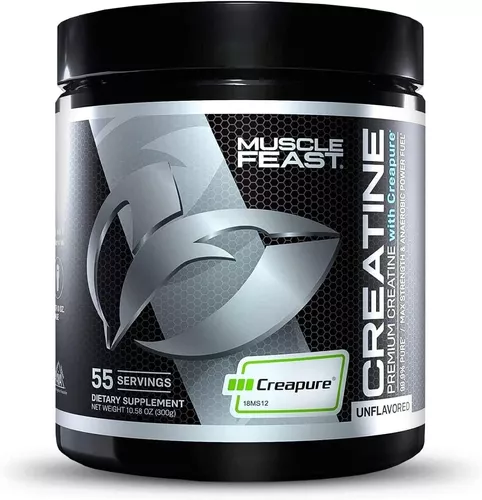 MUSCLE
FEAST®
CREATINE
PREMIUM CREATINE with Creapure®
99.9% PURE / MAX STRENGTH & ANAEROBIC POWER FUEL
UNFLAVORED
55 SERVINGS
DIETARY SUPPLEMENT
NET WEIGHT 10.58 OZ (300g)
Creapure®
18MS12